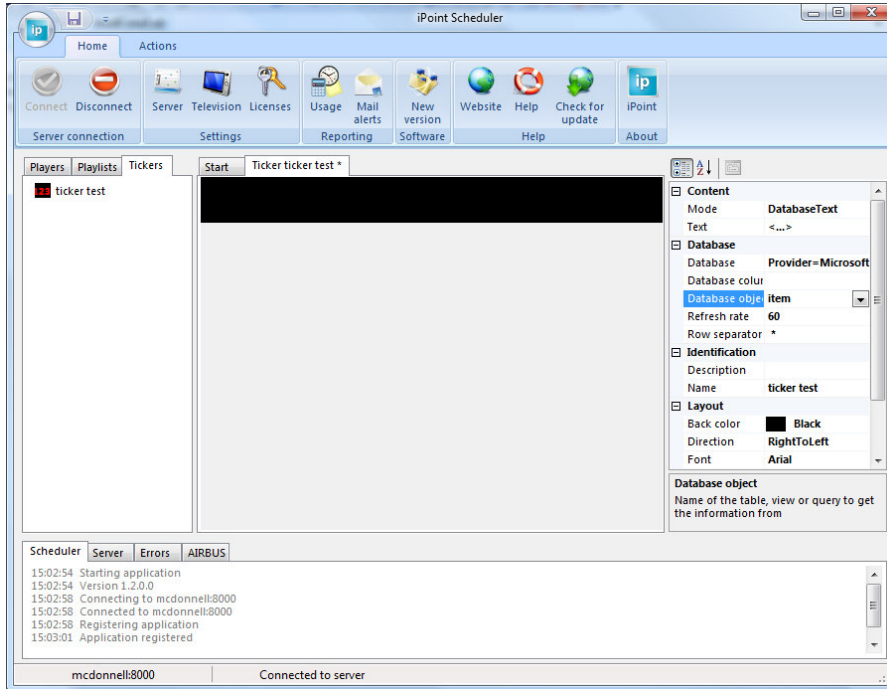 iPoint Scheduler
ip
Home Actions
Connect Disconnect Server Television Licenses Usage Mail alerts New version Website Help Check for update ip iPoint
Server connection Settings Reporting Software Help About
Players Playlists Tickers Start Ticker ticker test *
123 ticker test
Content
Mode DatabaseText
Text <...>
Database
Database Provider=Microsoft
Database colur
Database obje item
Refresh rate 60
Row separator *
Identification
Description
Name ticker test
Layout
Back color Black
Direction RightToLeft
Font Arial
Database object
Name of the table, view or query to get
the information from
Scheduler Server Errors AIRBUS
15:02:54 Starting application
15:02:54 Version 1.2.0.0
15:02:58 Connecting to mcdonnell:8000
15:02:58 Connected to mcdonnell:8000
15:02:58 Registering application
15:03:01 Application registered
mcdonnell:8000 Connected to server